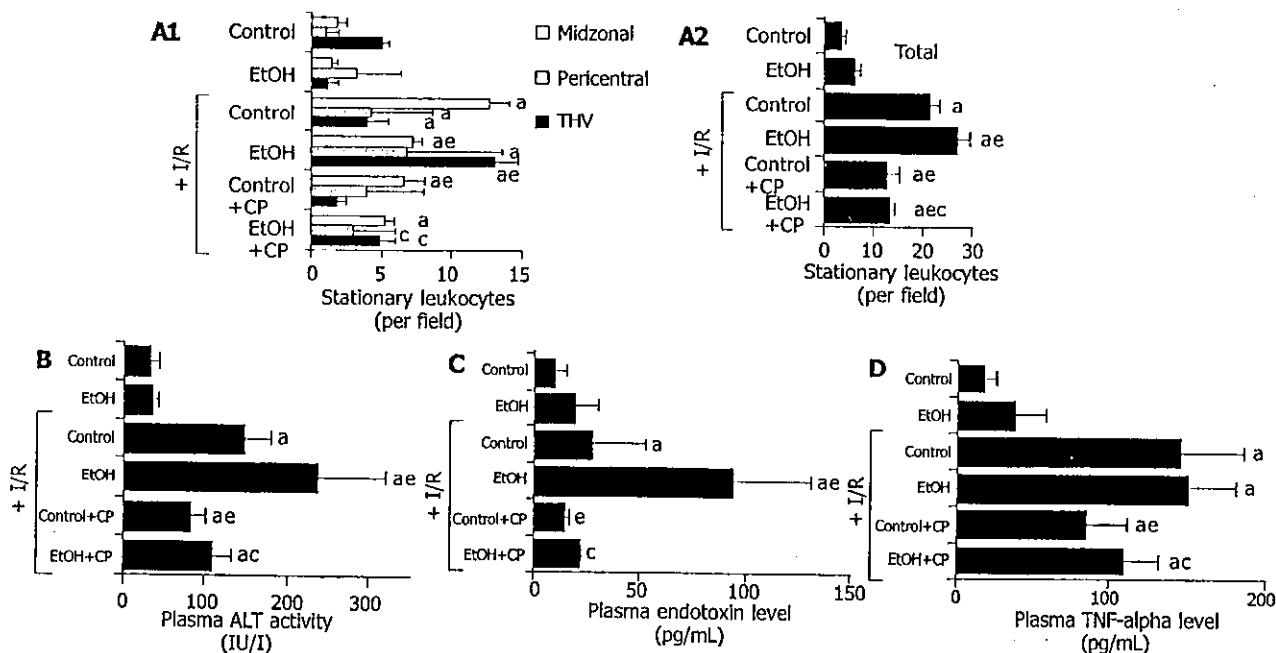 A1
Control
EtOH
+ I/R
Control
EtOH
Control
+CP
EtOH
+CP
a
a
a
ae
a
ae
ae
a
c
c
0 5 10 15
Stationary leukocytes
(per field)
Midzonal
Pericentral
THV
A2
Total
Control
EtOH
+ I/R
Control
EtOH
Control
+CP
EtOH
+CP
a
ae
ae
aec
0 10 20 30
Stationary leukocytes
(per field)
B
Control
EtOH
+ I/R
Control
EtOH
Control+CP
EtOH+CP
a
ae
ae
ac
0 100 200 300
Plasma ALT activity
(IU/l)
C
Control
EtOH
+ I/R
Control
EtOH
Control+CP
EtOH+CP
a
ae
e
c
0 50 100 150
Plasma endotoxin level
(pg/mL)
D
Control
EtOH
+ I/R
Control
EtOH
Control+CP
EtOH+CP
a
a
ae
ac
0 100 200
Plasma TNF-alpha level
(pg/mL)